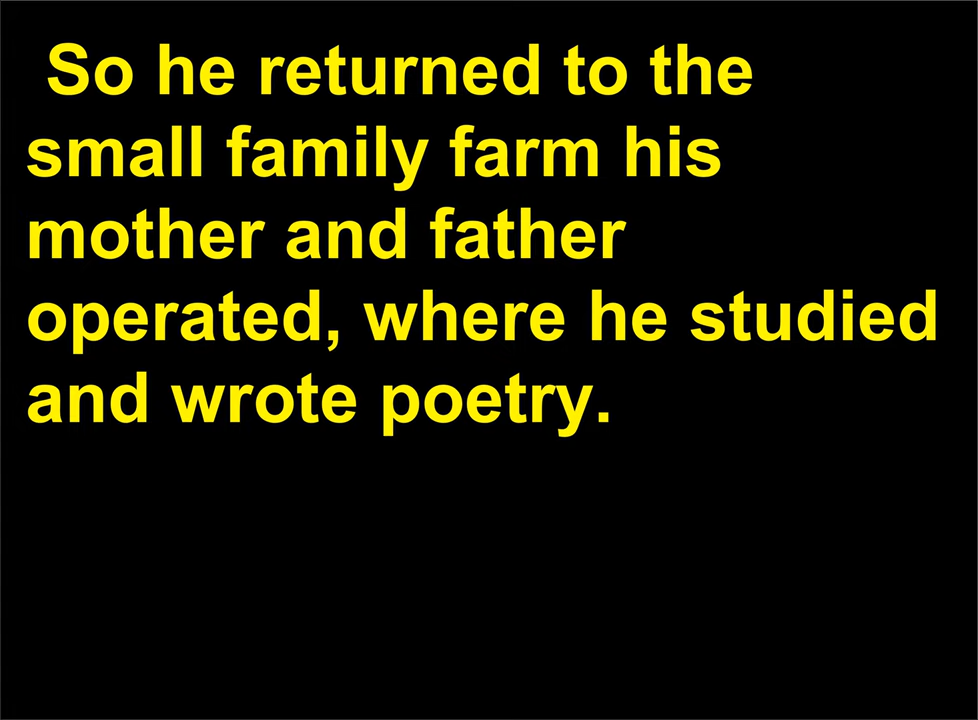 So he returned to the
small family farm his
mother and father
operated, where he studied
and wrote poetry.